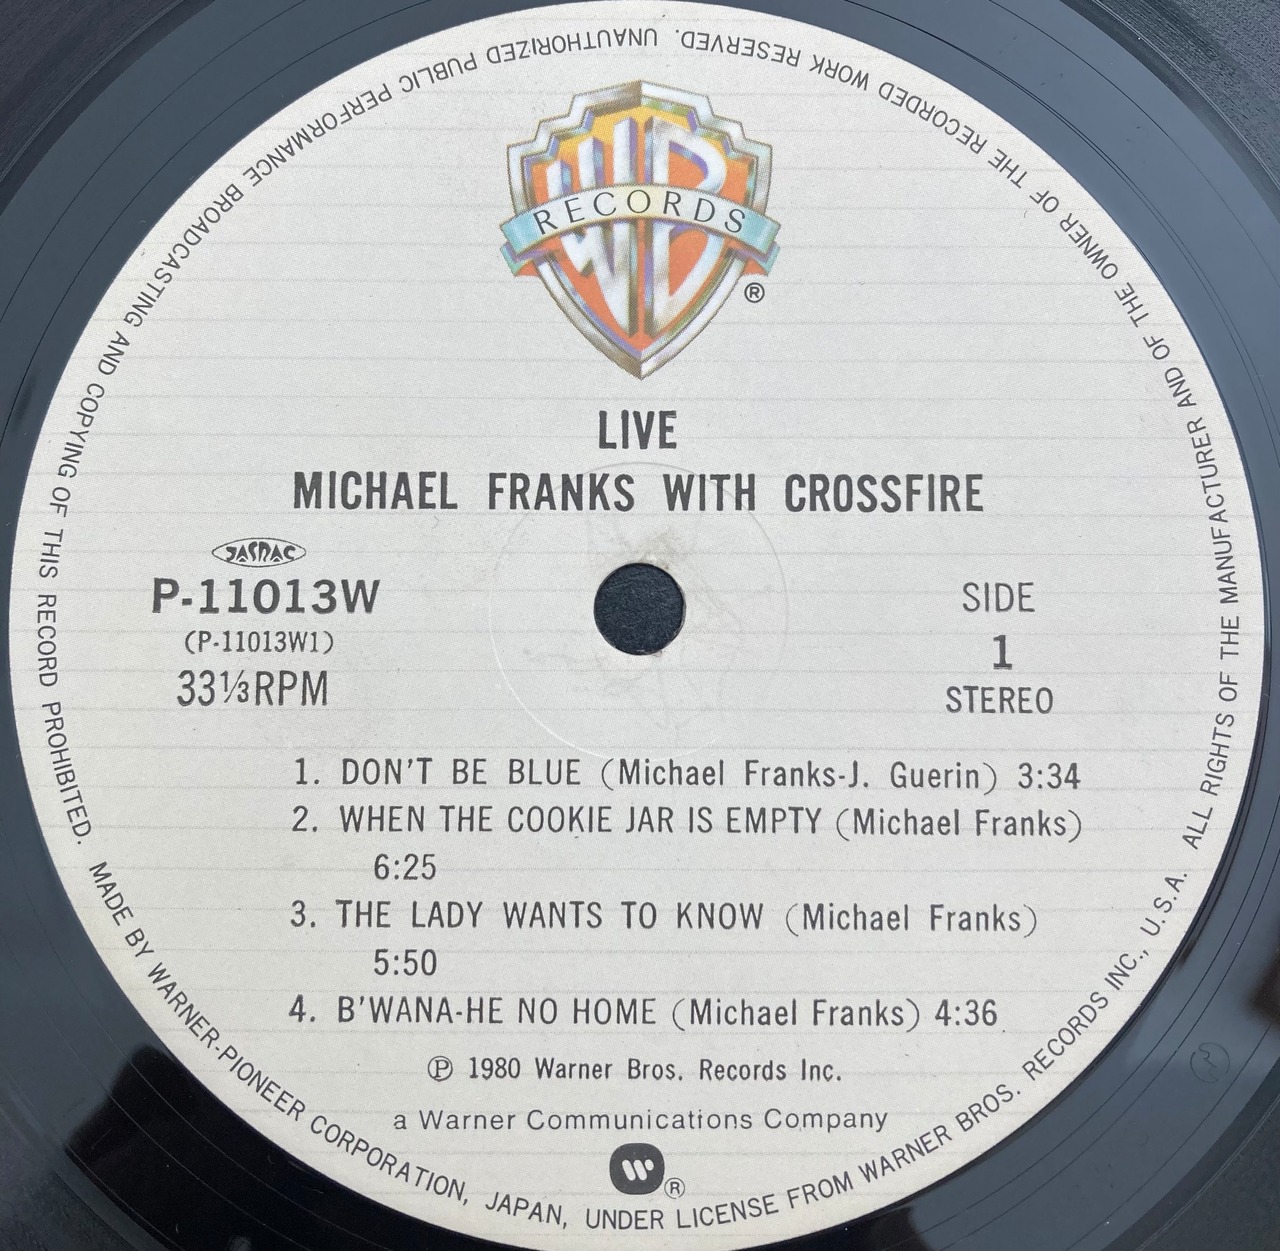 WB
RECORDS
®
LIVE
MICHAEL FRANKS WITH CROSSFIRE
JASRAC
P-11013W
(P-11013W1)
33⅓RPM
SIDE
1
STEREO
1. DON'T BE BLUE (Michael Franks-J. Guerin) 3:34
2. WHEN THE COOKIE JAR IS EMPTY (Michael Franks)
6:25
3. THE LADY WANTS TO KNOW (Michael Franks)
5:50
4. B'WANA-HE NO HOME (Michael Franks) 4:36
℗ 1980 Warner Bros. Records Inc.
a Warner Communications Company
®
MADE BY WARNER-PIONEER CORPORATION, JAPAN, UNDER LICENSE FROM WARNER BROS. RECORDS INC., U.S.A. ALL RIGHTS OF THE MANUFACTURER AND OF THE OWNER OF THE RECORDED WORK RESERVED. UNAUTHORIZED PUBLIC PERFORMANCE BROADCASTING AND COPYING OF THIS RECORD PROHIBITED.